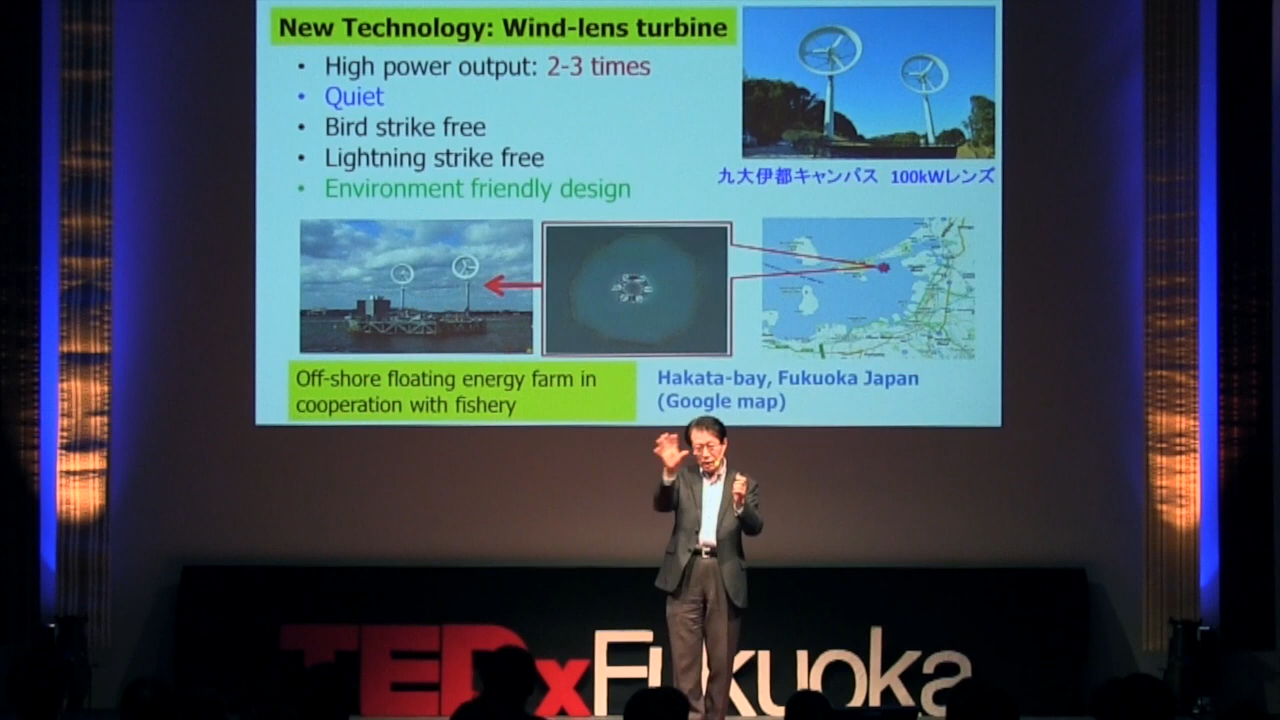 New Technology: Wind-lens turbine
• High power output: 2-3 times
• Quiet
• Bird strike free
• Lightning strike free
• Environment friendly design
九大伊都キャンパス 100kWレンズ
Off-shore floating energy farm in
cooperation with fishery
Hakata-bay, Fukuoka Japan
(Google map)
TEDxFukuoka